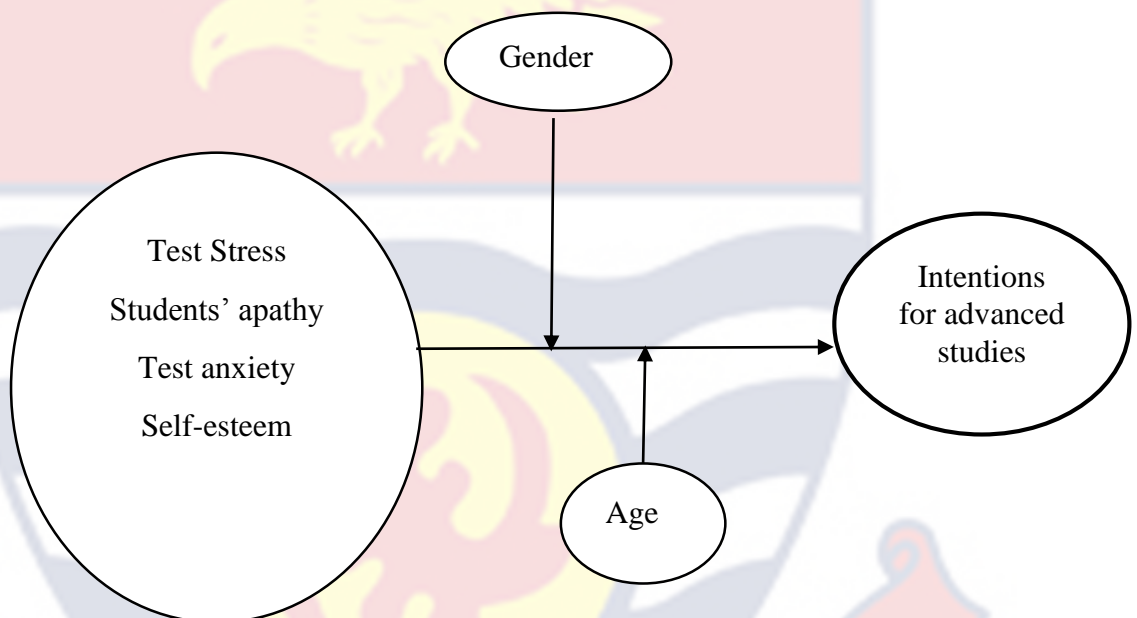 Gender
Test Stress
Students’ apathy
Test anxiety
Self-esteem
Intentions
for advanced
studies
Age